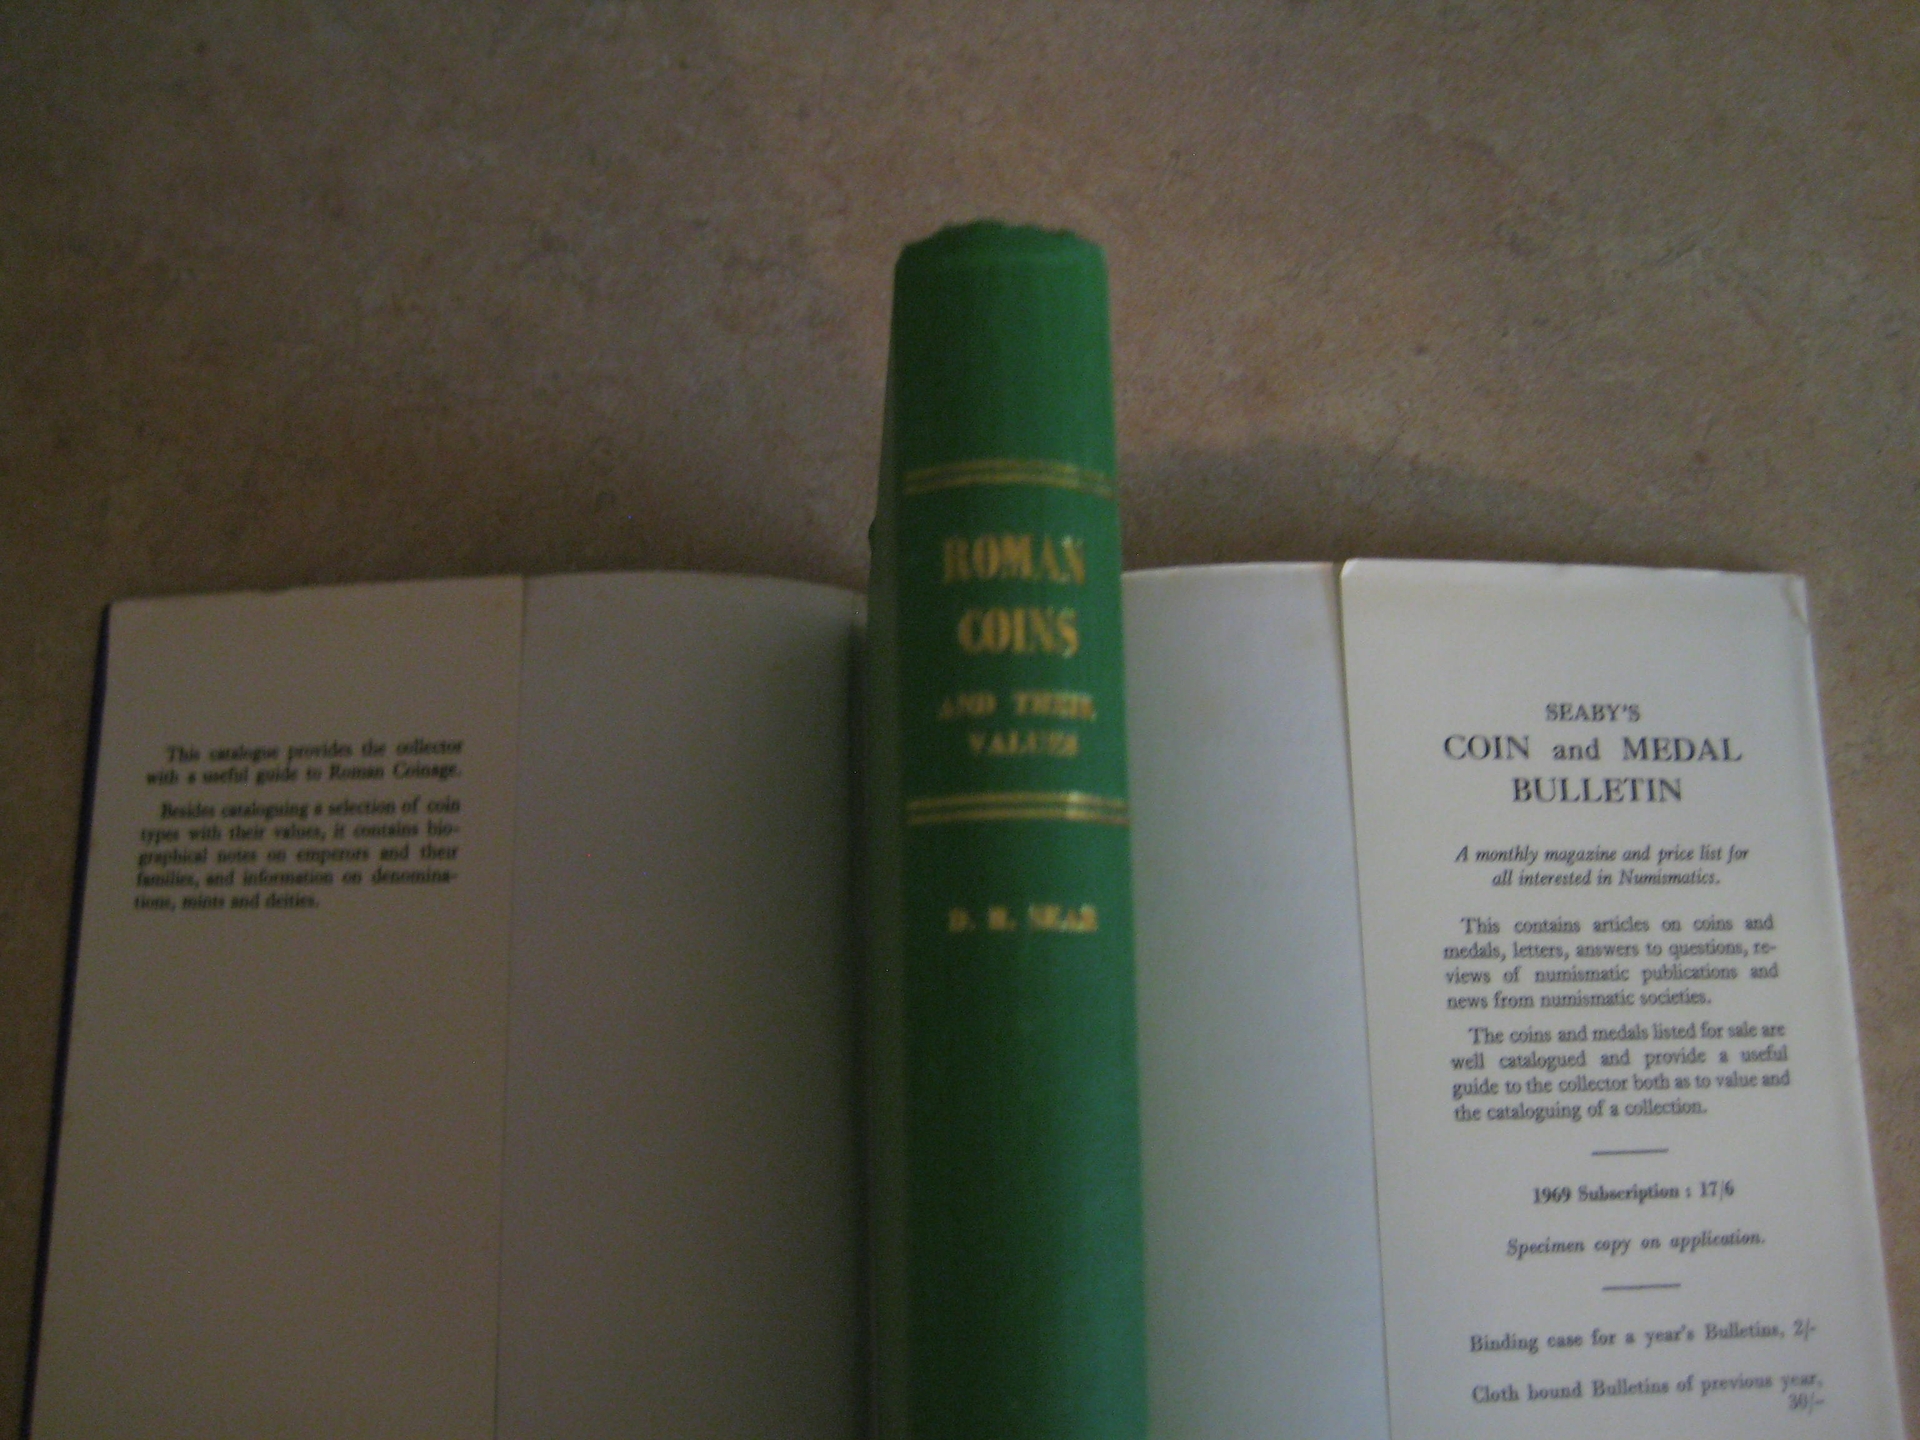 This catalogue provides the collector
with a useful guide to Roman Coinage.
Besides cataloguing a selection of coin
types with their values, it contains bio-
graphical notes on emperors and their
families, and information on denomina-
tions, mints and deities.
ROMAN
COINS
AND THEIR
VALUES
D. R. SEAR
SEABY'S
COIN and MEDAL
BULLETIN
A monthly magazine and price list for
all interested in Numismatics.
This contains articles on coins and
medals, letters, answers to questions, re-
views of numismatic publications and
news from numismatic societies.
The coins and medals listed for sale are
well catalogued and provide a useful
guide to the collector both as to value and
the cataloguing of a collection.
1969 Subscription : 17/6
Specimen copy on application.
Binding case for a year's Bulletins, 2/-
Cloth bound Bulletins of previous year,
30/-